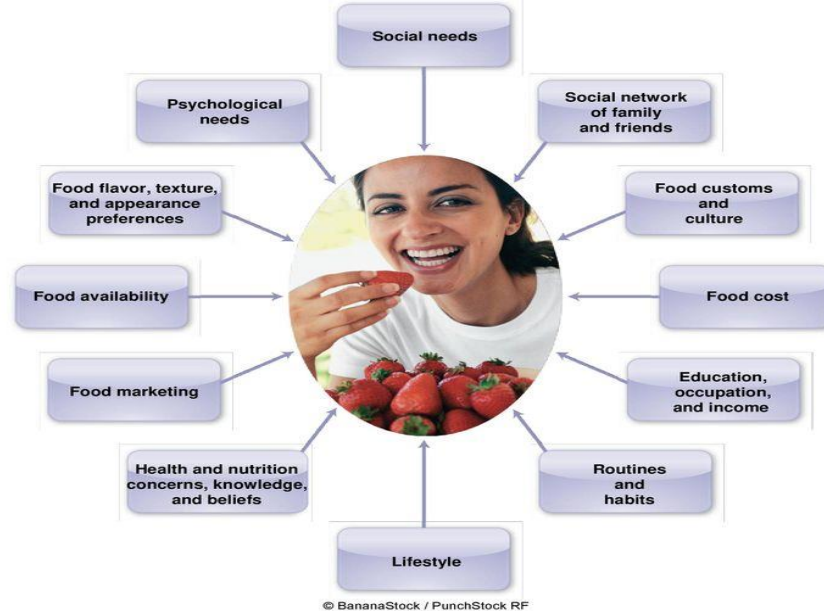 Social needs
Psychological
needs
Social network
of family
and friends
Food flavor, texture,
and appearance
preferences
Food customs
and
culture
Food availability
Food cost
Food marketing
Education,
occupation,
and income
Health and nutrition
concerns, knowledge,
and beliefs
Routines
and
habits
Lifestyle
© BananaStock / PunchStock RF